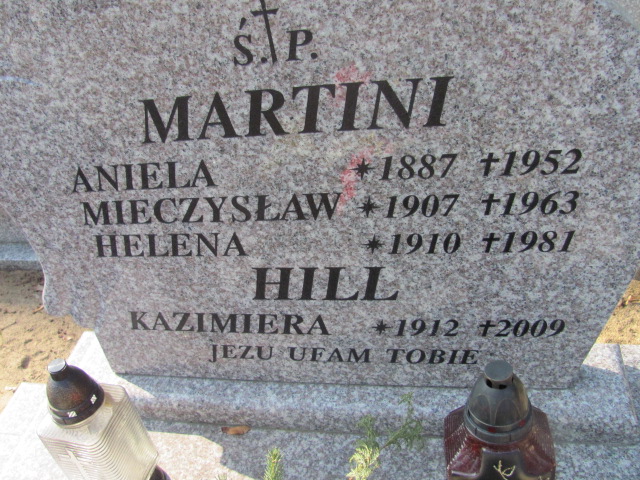 Ś.†P.
MARTINI
ANIELA *1887 †1952
MIECZYSŁAW *1907 †1963
HELENA *1910 †1981
HILL
KAZIMIERA *1912 †2009
JEZU UFAM TOBIE